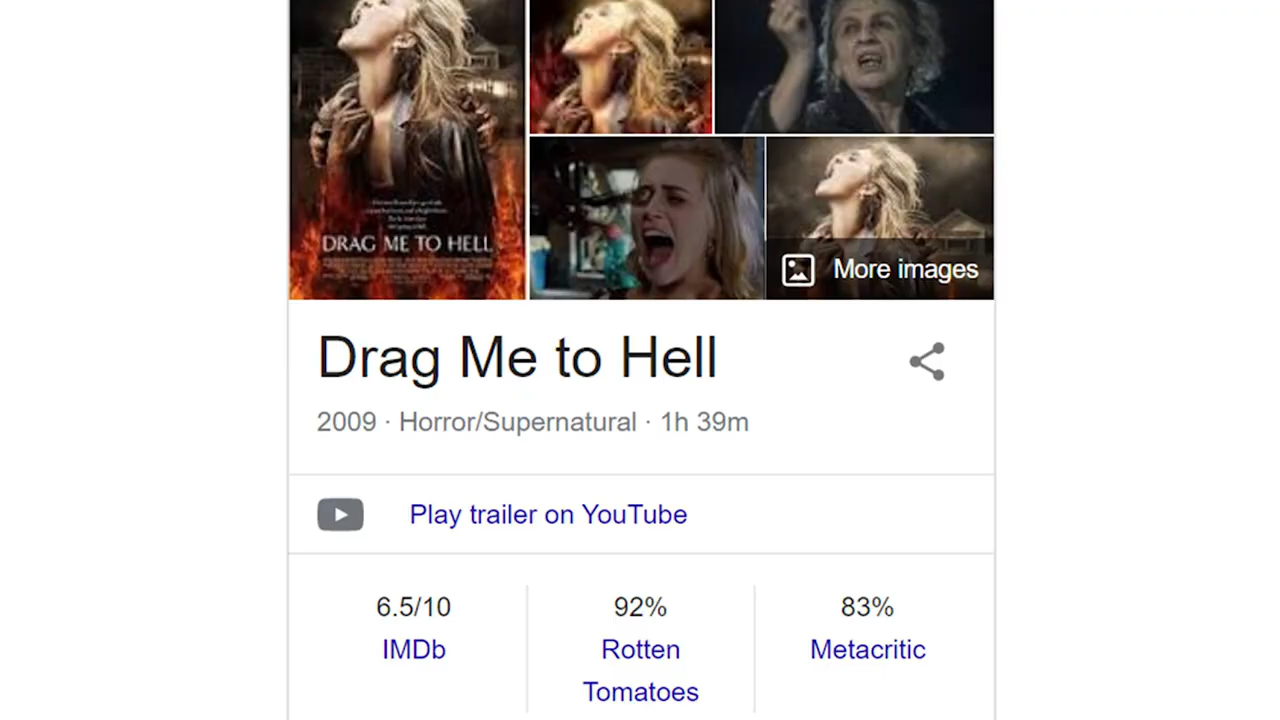 DRAG ME TO HELL
More images
Drag Me to Hell
2009 · Horror/Supernatural · 1h 39m
Play trailer on YouTube
6.5/10
IMDb
92%
Rotten
Tomatoes
83%
Metacritic